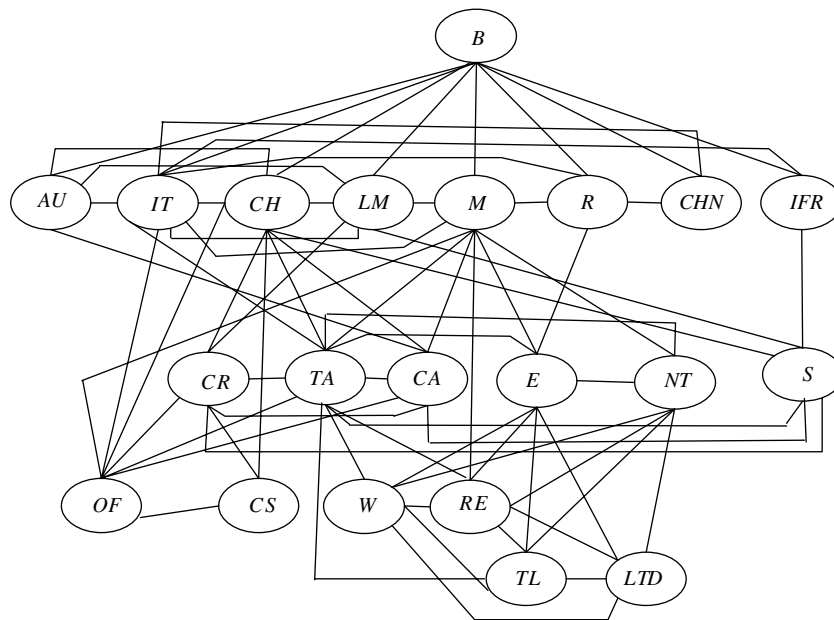 B
AU IT CH LM M R CHN IFR
CR TA CA E NT S
OF CS W RE
TL LTD